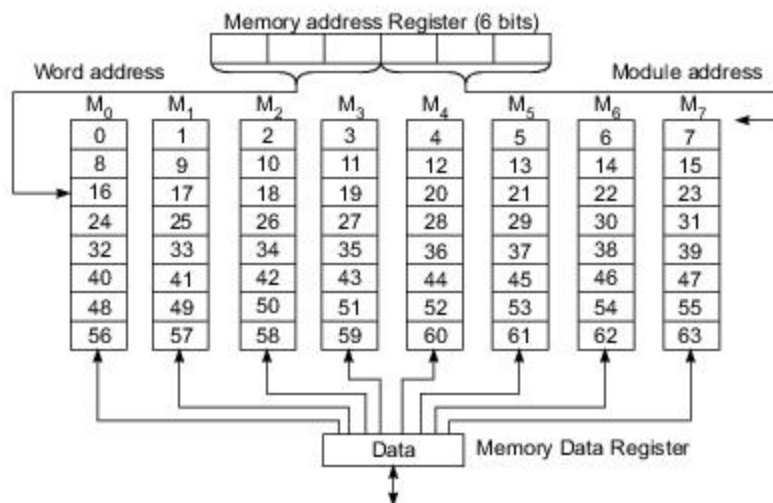 Memory address Register (6 bits)
Word address
Module address
M0 M1 M2 M3 M4 M5 M6 M7
0 1 2 3 4 5 6 7
8 9 10 11 12 13 14 15
16 17 18 19 20 21 22 23
24 25 26 27 28 29 30 31
32 33 34 35 36 37 38 39
40 41 42 43 44 45 46 47
48 49 50 51 52 53 54 55
56 57 58 59 60 61 62 63
Data
Memory Data Register